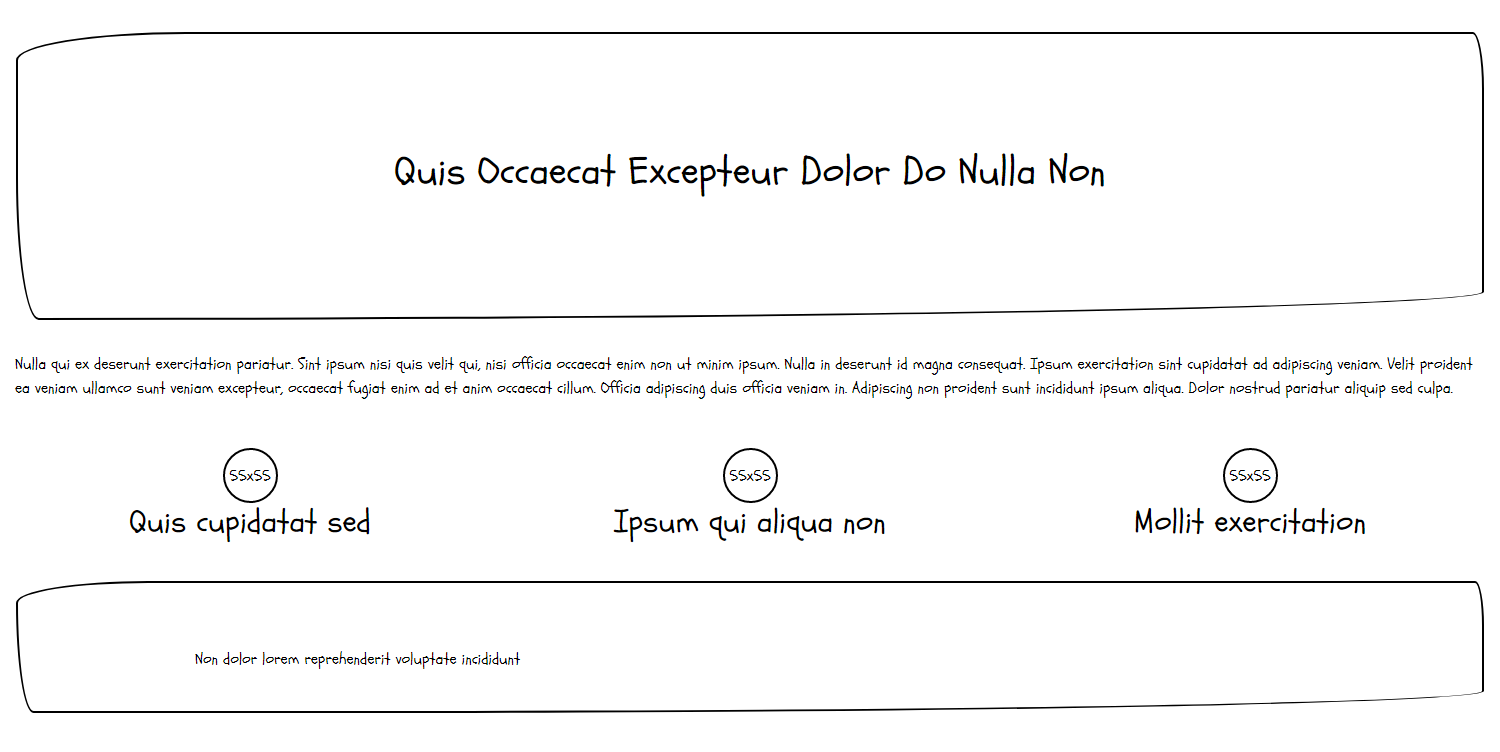 Quis Occaecat Excepteur Dolor Do Nulla Non
Nulla qui ex deserunt exercitation pariatur. Sint ipsum nisi quis velit qui, nisi officia occaecat enim non ut minim ipsum. Nulla in deserunt id magna consequat. Ipsum exercitation sint cupidatat ad adipiscing veniam. Velit proident
ea veniam ullamco sunt veniam excepteur, occaecat fugiat enim ad et anim occaecat cillum. Officia adipiscing duis officia veniam in. Adipiscing non proident sunt incididunt ipsum aliqua. Dolor nostrud pariatur aliquip sed culpa.
55x55 55x55 55x55
Quis cupidatat sed Ipsum qui aliqua non Mollit exercitation
Non dolor lorem reprehenderit voluptate incididunt